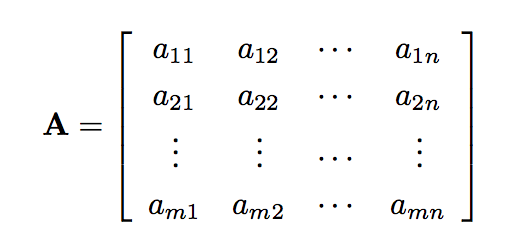 a₁₁ a₁₂ ⋯ a₁ₙ
a₂₁ a₂₂ ⋯ a₂ₙ
A = ⋮ ⋮ ⋯ ⋮
aₘ₁ aₘ₂ ⋯ aₘₙ